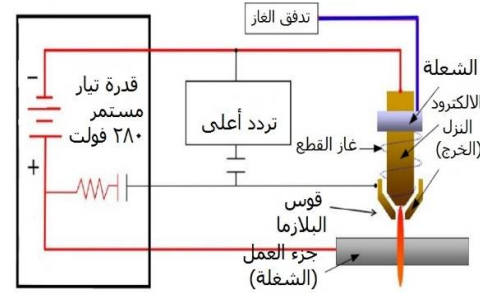 تدفق الغاز
الشعلة
الالكترود
النزل
(الخرج)
قدرة تيار
مستمر
٢٨٠ فولت
تردد أعلى
غاز القطع
قوس
البلازما
جزء العمل
(الشغلة)
-
+